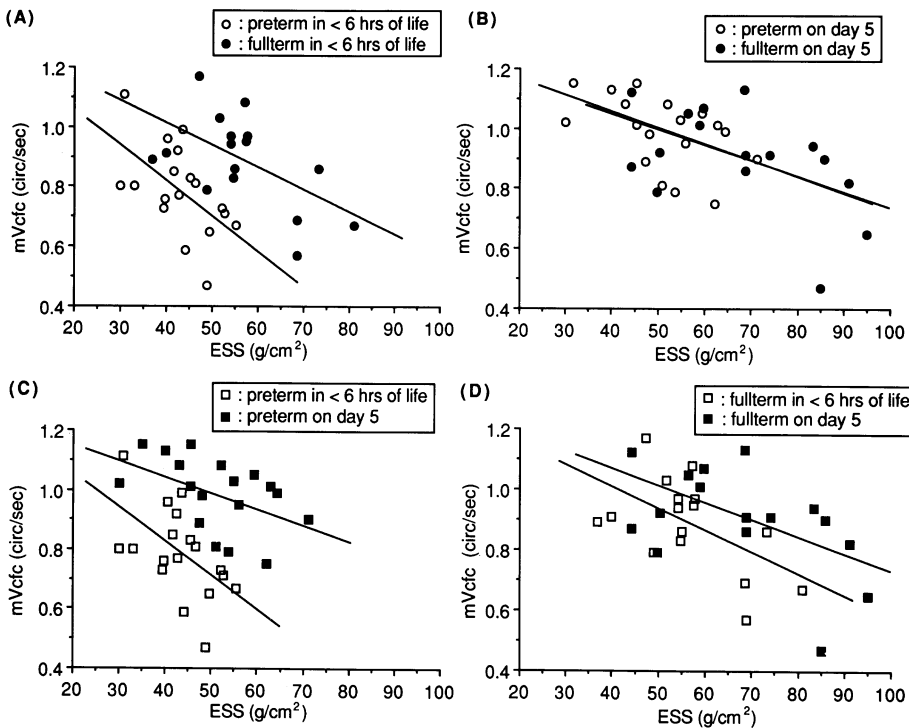 (A)
○ : preterm in < 6 hrs of life
● : fullterm in < 6 hrs of life
1.2
1.0
0.8
0.6
0.4
mVcfc (circ/sec)
20 30 40 50 60 70 80 90 100
ESS (g/cm²)
(B)
○ : preterm on day 5
● : fullterm on day 5
1.2
1.0
0.8
0.6
0.4
mVcfc (circ/sec)
20 30 40 50 60 70 80 90 100
ESS (g/cm²)
(C)
□ : preterm in < 6 hrs of life
■ : preterm on day 5
1.2
1.0
0.8
0.6
0.4
mVcfc (circ/sec)
20 30 40 50 60 70 80 90 100
ESS (g/cm²)
(D)
□ : fullterm in < 6 hrs of life
■ : fullterm on day 5
1.2
1.0
0.8
0.6
0.4
mVcfc (circ/sec)
20 30 40 50 60 70 80 90 100
ESS (g/cm²)